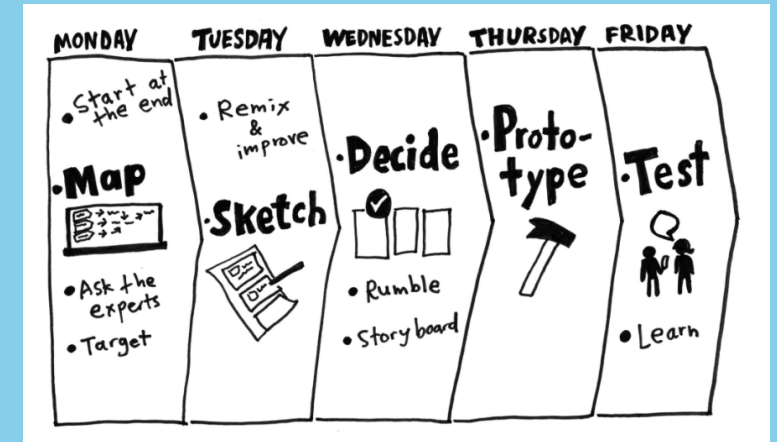 MONDAY
• Start at
the end
• Map
• Ask the
experts
• Target
TUESDAY
• Remix
&
improve
• Sketch
WEDNESDAY
• Decide
• Rumble
• Storyboard
THURSDAY
• Proto-
type
FRIDAY
• Test
• Learn